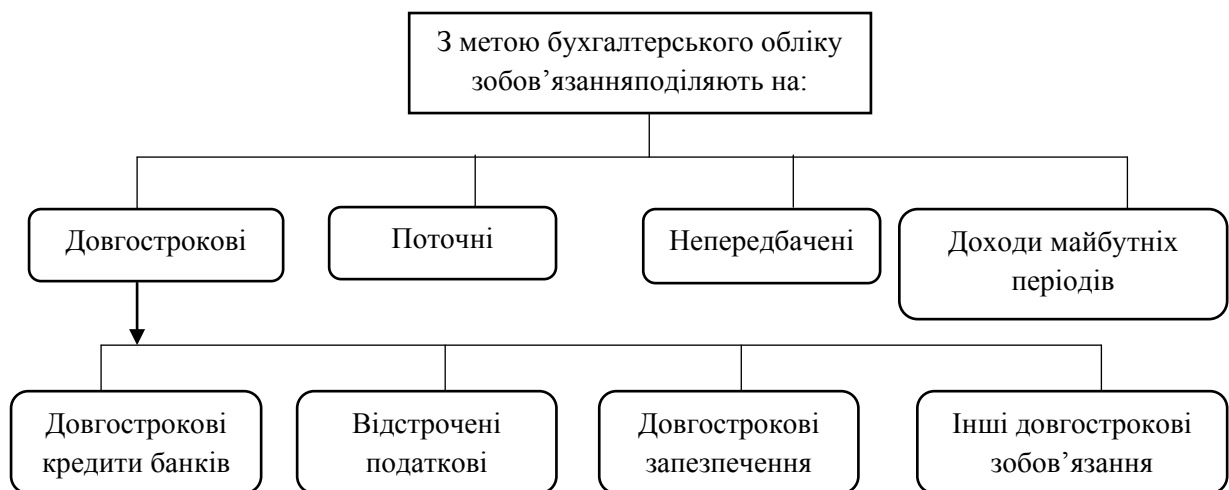 З метою бухгалтерського обліку
зобов’язанняподіляють на:
Довгострокові
Поточні
Непередбачені
Доходи майбутніх
періодів
Довгострокові
кредити банків
Відстрочені
податкові
Довгострокові
запезпечення
Інші довгострокові
зобов’язання